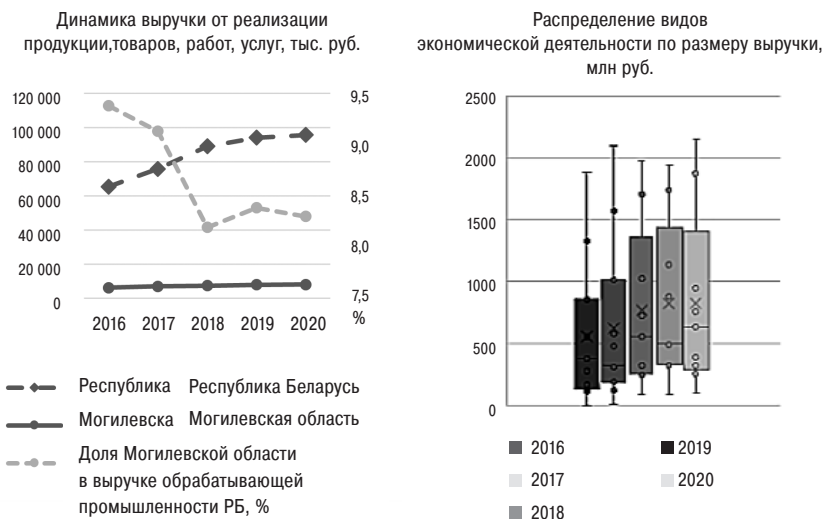 Динамика выручки от реализации
продукции,товаров, работ, услуг, тыс. руб.
120 000
100 000
80 000
60 000
40 000
20 000
0
9,5
9,0
8,5
8,0
7,5
%
2016 2017 2018 2019 2020
Республика Республика Беларусь
Могилевска Могилевская область
Доля Могилевской области
в выручке обрабатывающей
промышленности РБ, %
Распределение видов
экономической деятельности по размеру выручки,
млн руб.
2500
2000
1500
1000
500
0
2016 2019
2017 2020
2018